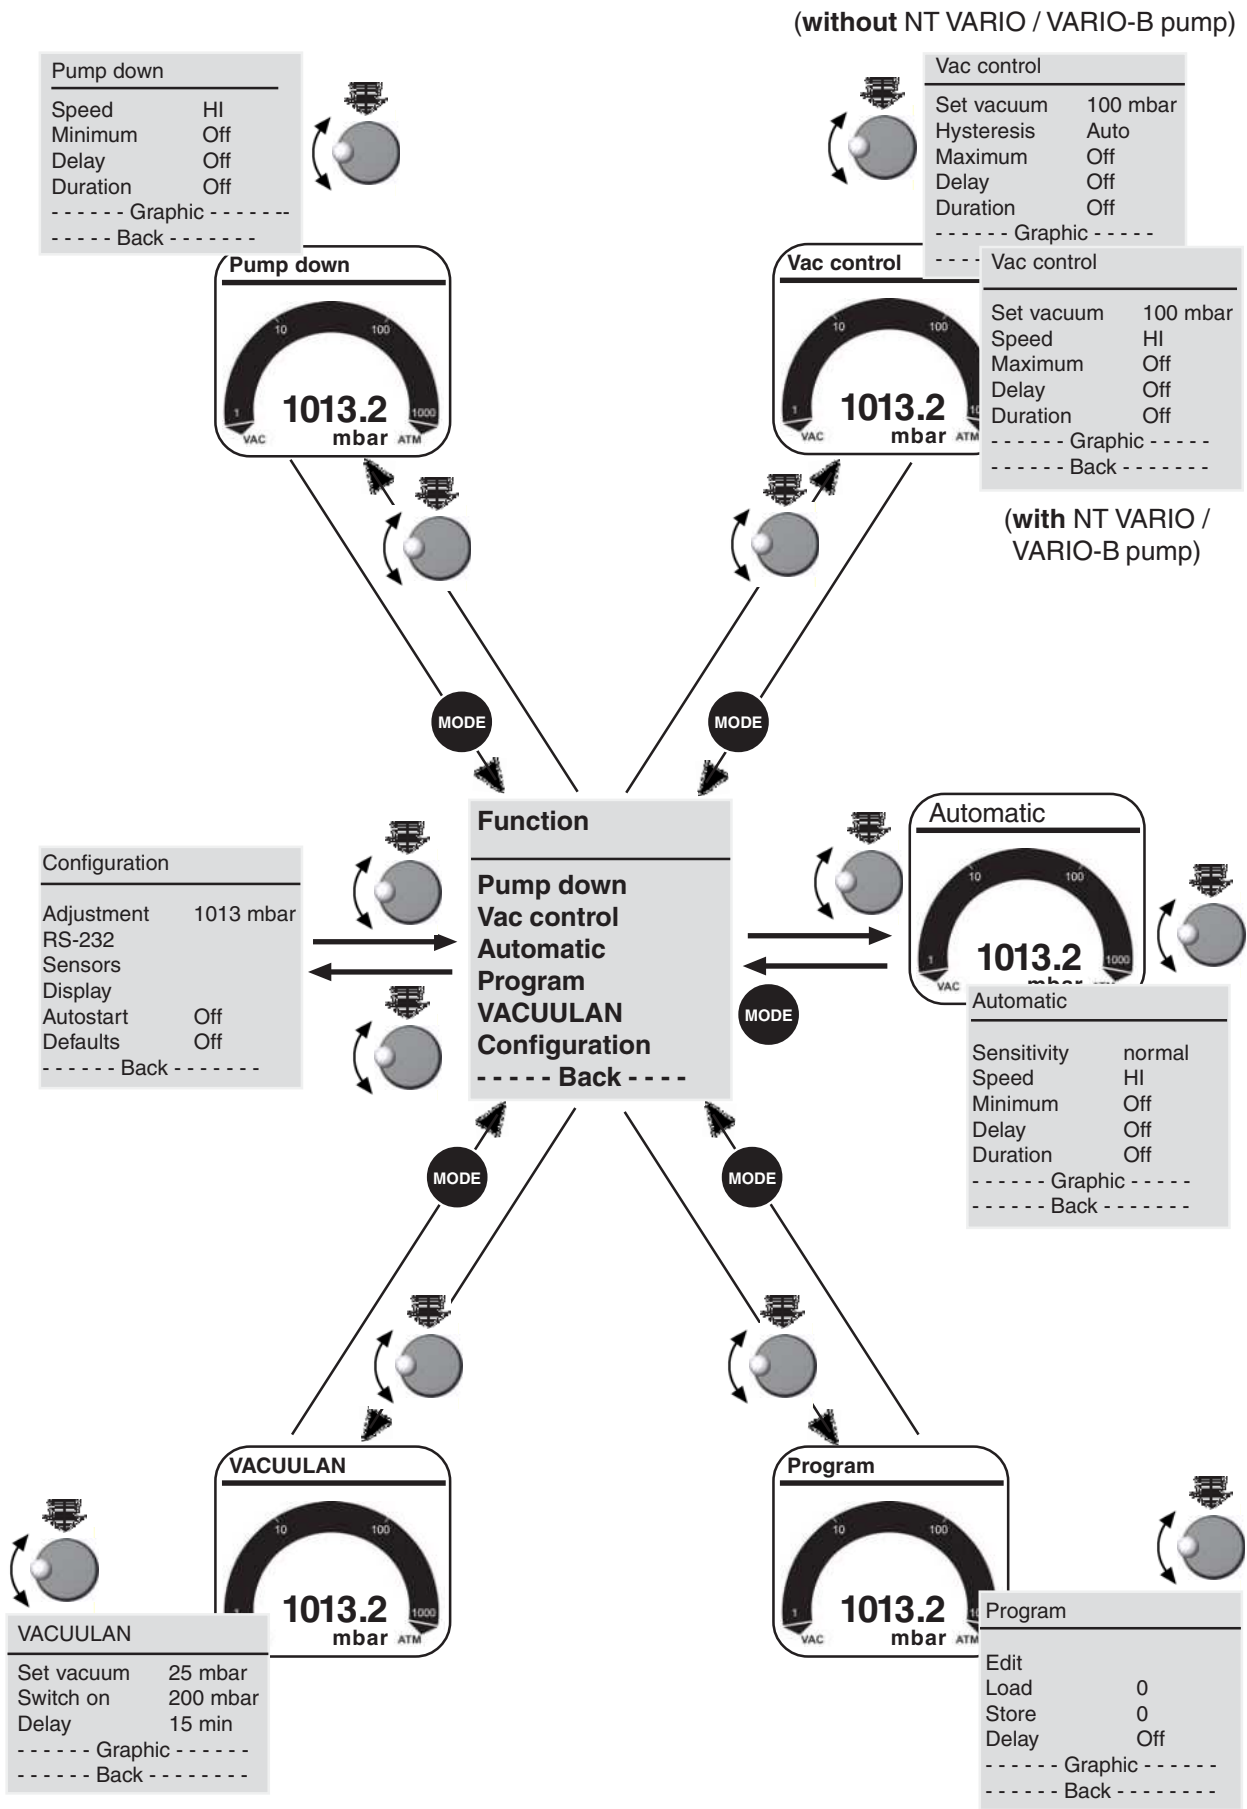 (without NT VARIO / VARIO-B pump)
Pump down
Speed HI
Minimum Off
Delay Off
Duration Off
- - - - - - Graphic - - - - - --
- - - - - Back - - - - - - -
Pump down
10 100
1 1000
1013.2
mbar
VAC ATM
Vac control
Set vacuum 100 mbar
Hysteresis Auto
Maximum Off
Delay Off
Duration Off
- - - - - - Graphic - - - - -
- - - -
Vac control
10 100
1 10
1013.2
mbar
VAC ATM
Vac control
Set vacuum 100 mbar
Speed HI
Maximum Off
Delay Off
Duration Off
- - - - - - Graphic - - - - -
- - - - - - Back - - - - - - -
(with NT VARIO /
VARIO-B pump)
MODE
MODE
Configuration
Adjustment 1013 mbar
RS-232
Sensors
Display
Autostart Off
Defaults Off
- - - - - - Back - - - - - - -
Function
Pump down
Vac control
Automatic
Program
VACUULAN
Configuration
- - - - - Back - - - -
MODE
Automatic
10 100
1 1000
1013.2
mbar
VAC ATM
Automatic
Sensitivity normal
Speed HI
Minimum Off
Delay Off
Duration Off
- - - - - - Graphic - - - - -
- - - - - - Back - - - - - - -
MODE
MODE
VACUULAN
10 100
1 1000
1013.2
mbar
ATM
VACUULAN
Set vacuum 25 mbar
Switch on 200 mbar
Delay 15 min
- - - - - - Graphic - - - - - -
- - - - - - Back - - - - - - - -
Program
10 100
1 10
1013.2
mbar
VAC ATM
Program
Edit
Load 0
Store 0
Delay Off
- - - - - - Graphic - - - - - -
- - - - - - Back - - - - - - - -